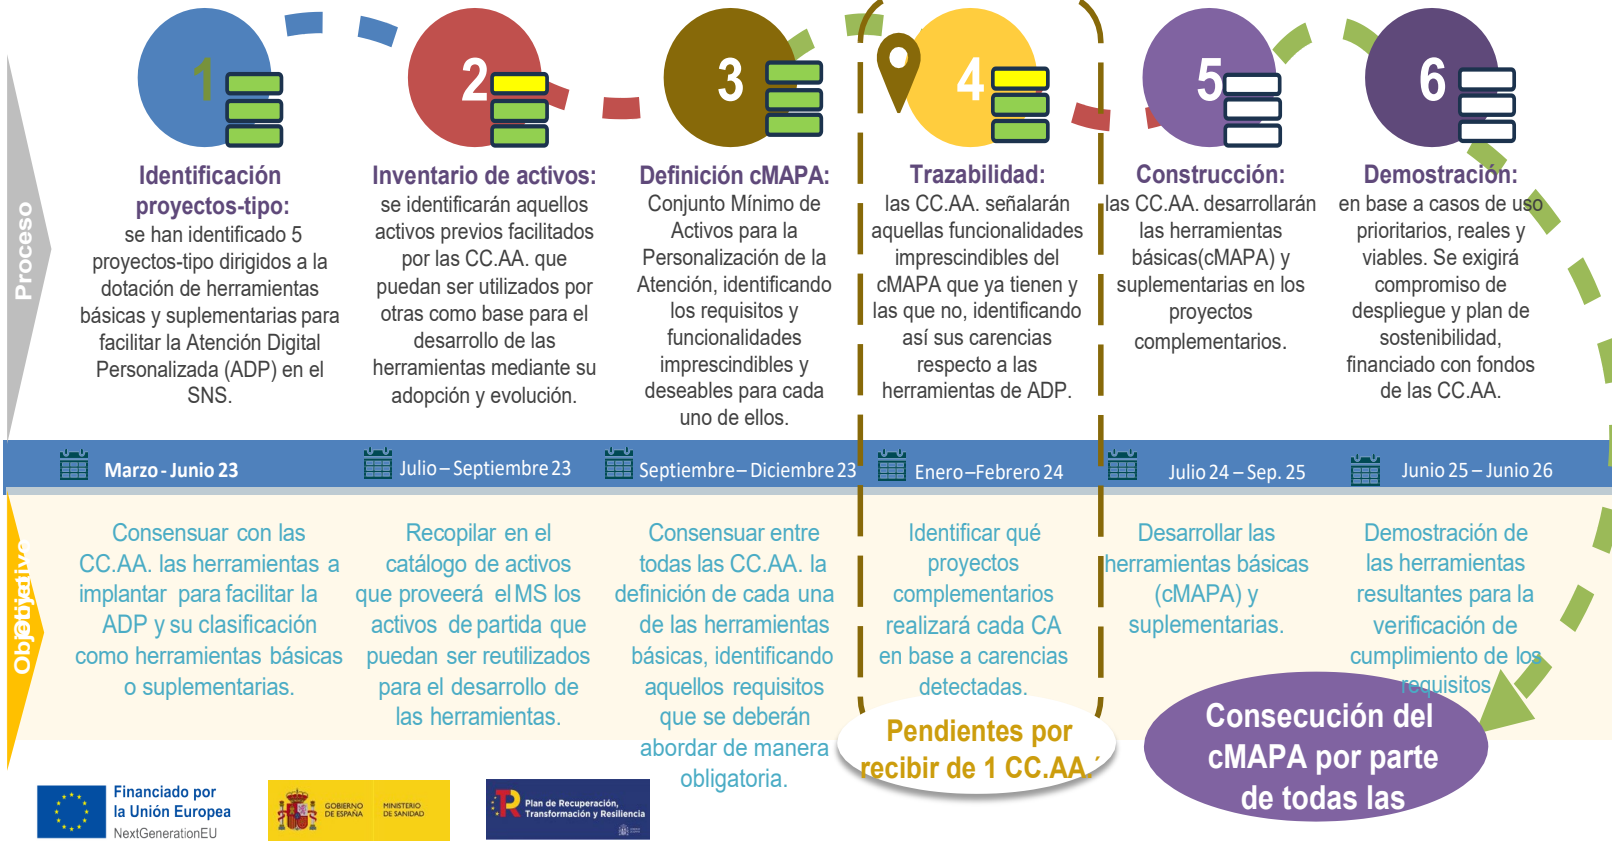 1
2
3
4
5
6
Proceso
Identificación
proyectos-tipo:
se han identificado 5
proyectos-tipo dirigidos a la
dotación de herramientas
básicas y suplementarias para
facilitar la Atención Digital
Personalizada (ADP) en el
SNS.
Inventario de activos:
se identificarán aquellos
activos previos facilitados
por las CC.AA. que
puedan ser utilizados por
otras como base para el
desarrollo de las
herramientas mediante su
adopción y evolución.
Definición cMAPA:
Conjunto Mínimo de
Activos para la
Personalización de la
Atención, identificando
los requisitos y
funcionalidades
imprescindibles y
deseables para cada
uno de ellos.
Trazabilidad:
las CC.AA. señalarán
aquellas funcionalidades
imprescindibles del
cMAPA que ya tienen y
las que no, identificando
así sus carencias
respecto a las
herramientas de ADP.
Construcción:
las CC.AA. desarrollarán
las herramientas
básicas(cMAPA) y
suplementarias en los
proyectos
complementarios.
Demostración:
en base a casos de uso
prioritarios, reales y
viables. Se exigirá
compromiso de
despliegue y plan de
sostenibilidad,
financiado con fondos
de las CC.AA.
Marzo - Junio 23
Julio – Septiembre 23
Septiembre – Diciembre 23
Enero – Febrero 24
Julio 24 – Sep. 25
Junio 25 – Junio 26
Objetivo
Consensuar con las
CC.AA. las herramientas a
implantar para facilitar la
ADP y su clasificación
como herramientas básicas
o suplementarias.
Recopilar en el
catálogo de activos
que proveerá el MS los
activos de partida que
puedan ser reutilizados
para el desarrollo de
las herramientas.
Consensuar entre
todas las CC.AA. la
definición de cada una
de las herramientas
básicas, identificando
aquellos requisitos
que se deberán
abordar de manera
obligatoria.
Identificar qué
proyectos
complementarios
realizará cada CA
en base a carencias
detectadas.
Desarrollar las
herramientas básicas
(cMAPA) y
suplementarias.
Demostración de
las herramientas
resultantes para la
verificación de
cumplimiento de los
requisitos
Pendientes por
recibir de 1 CC.AA.
Consecución del
cMAPA por parte
de todas las
Financiado por
la Unión Europea
NextGenerationEU
GOBIERNO
DE ESPAÑA
MINISTERIO
DE SANIDAD
Plan de Recuperación,
Transformación y Resiliencia